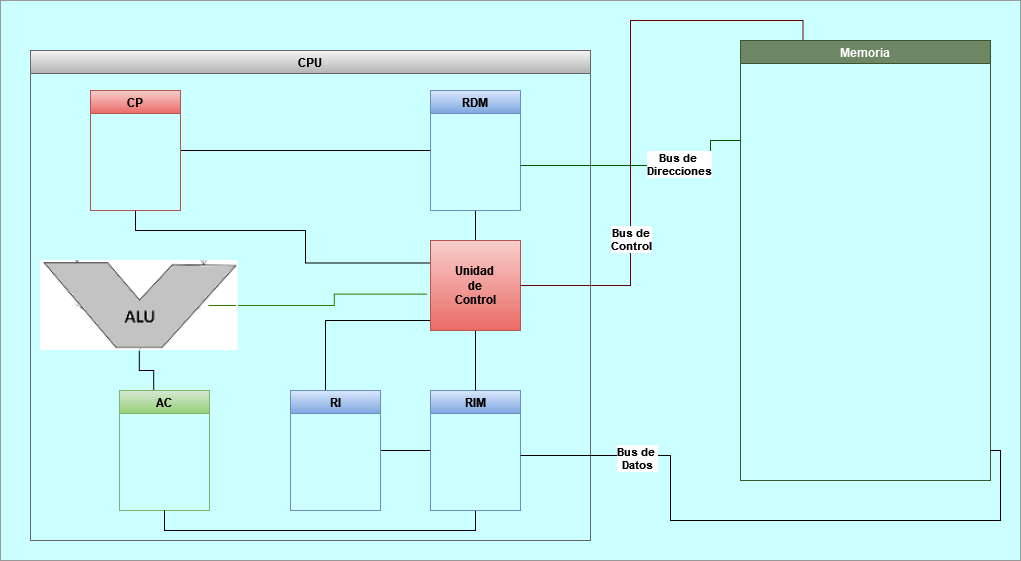 CPU
Memoria
CP
RDM
Bus de
Direcciones
Bus de
Control
Unidad
de
Control
ALU
AC
RI
RIM
Bus de
Datos